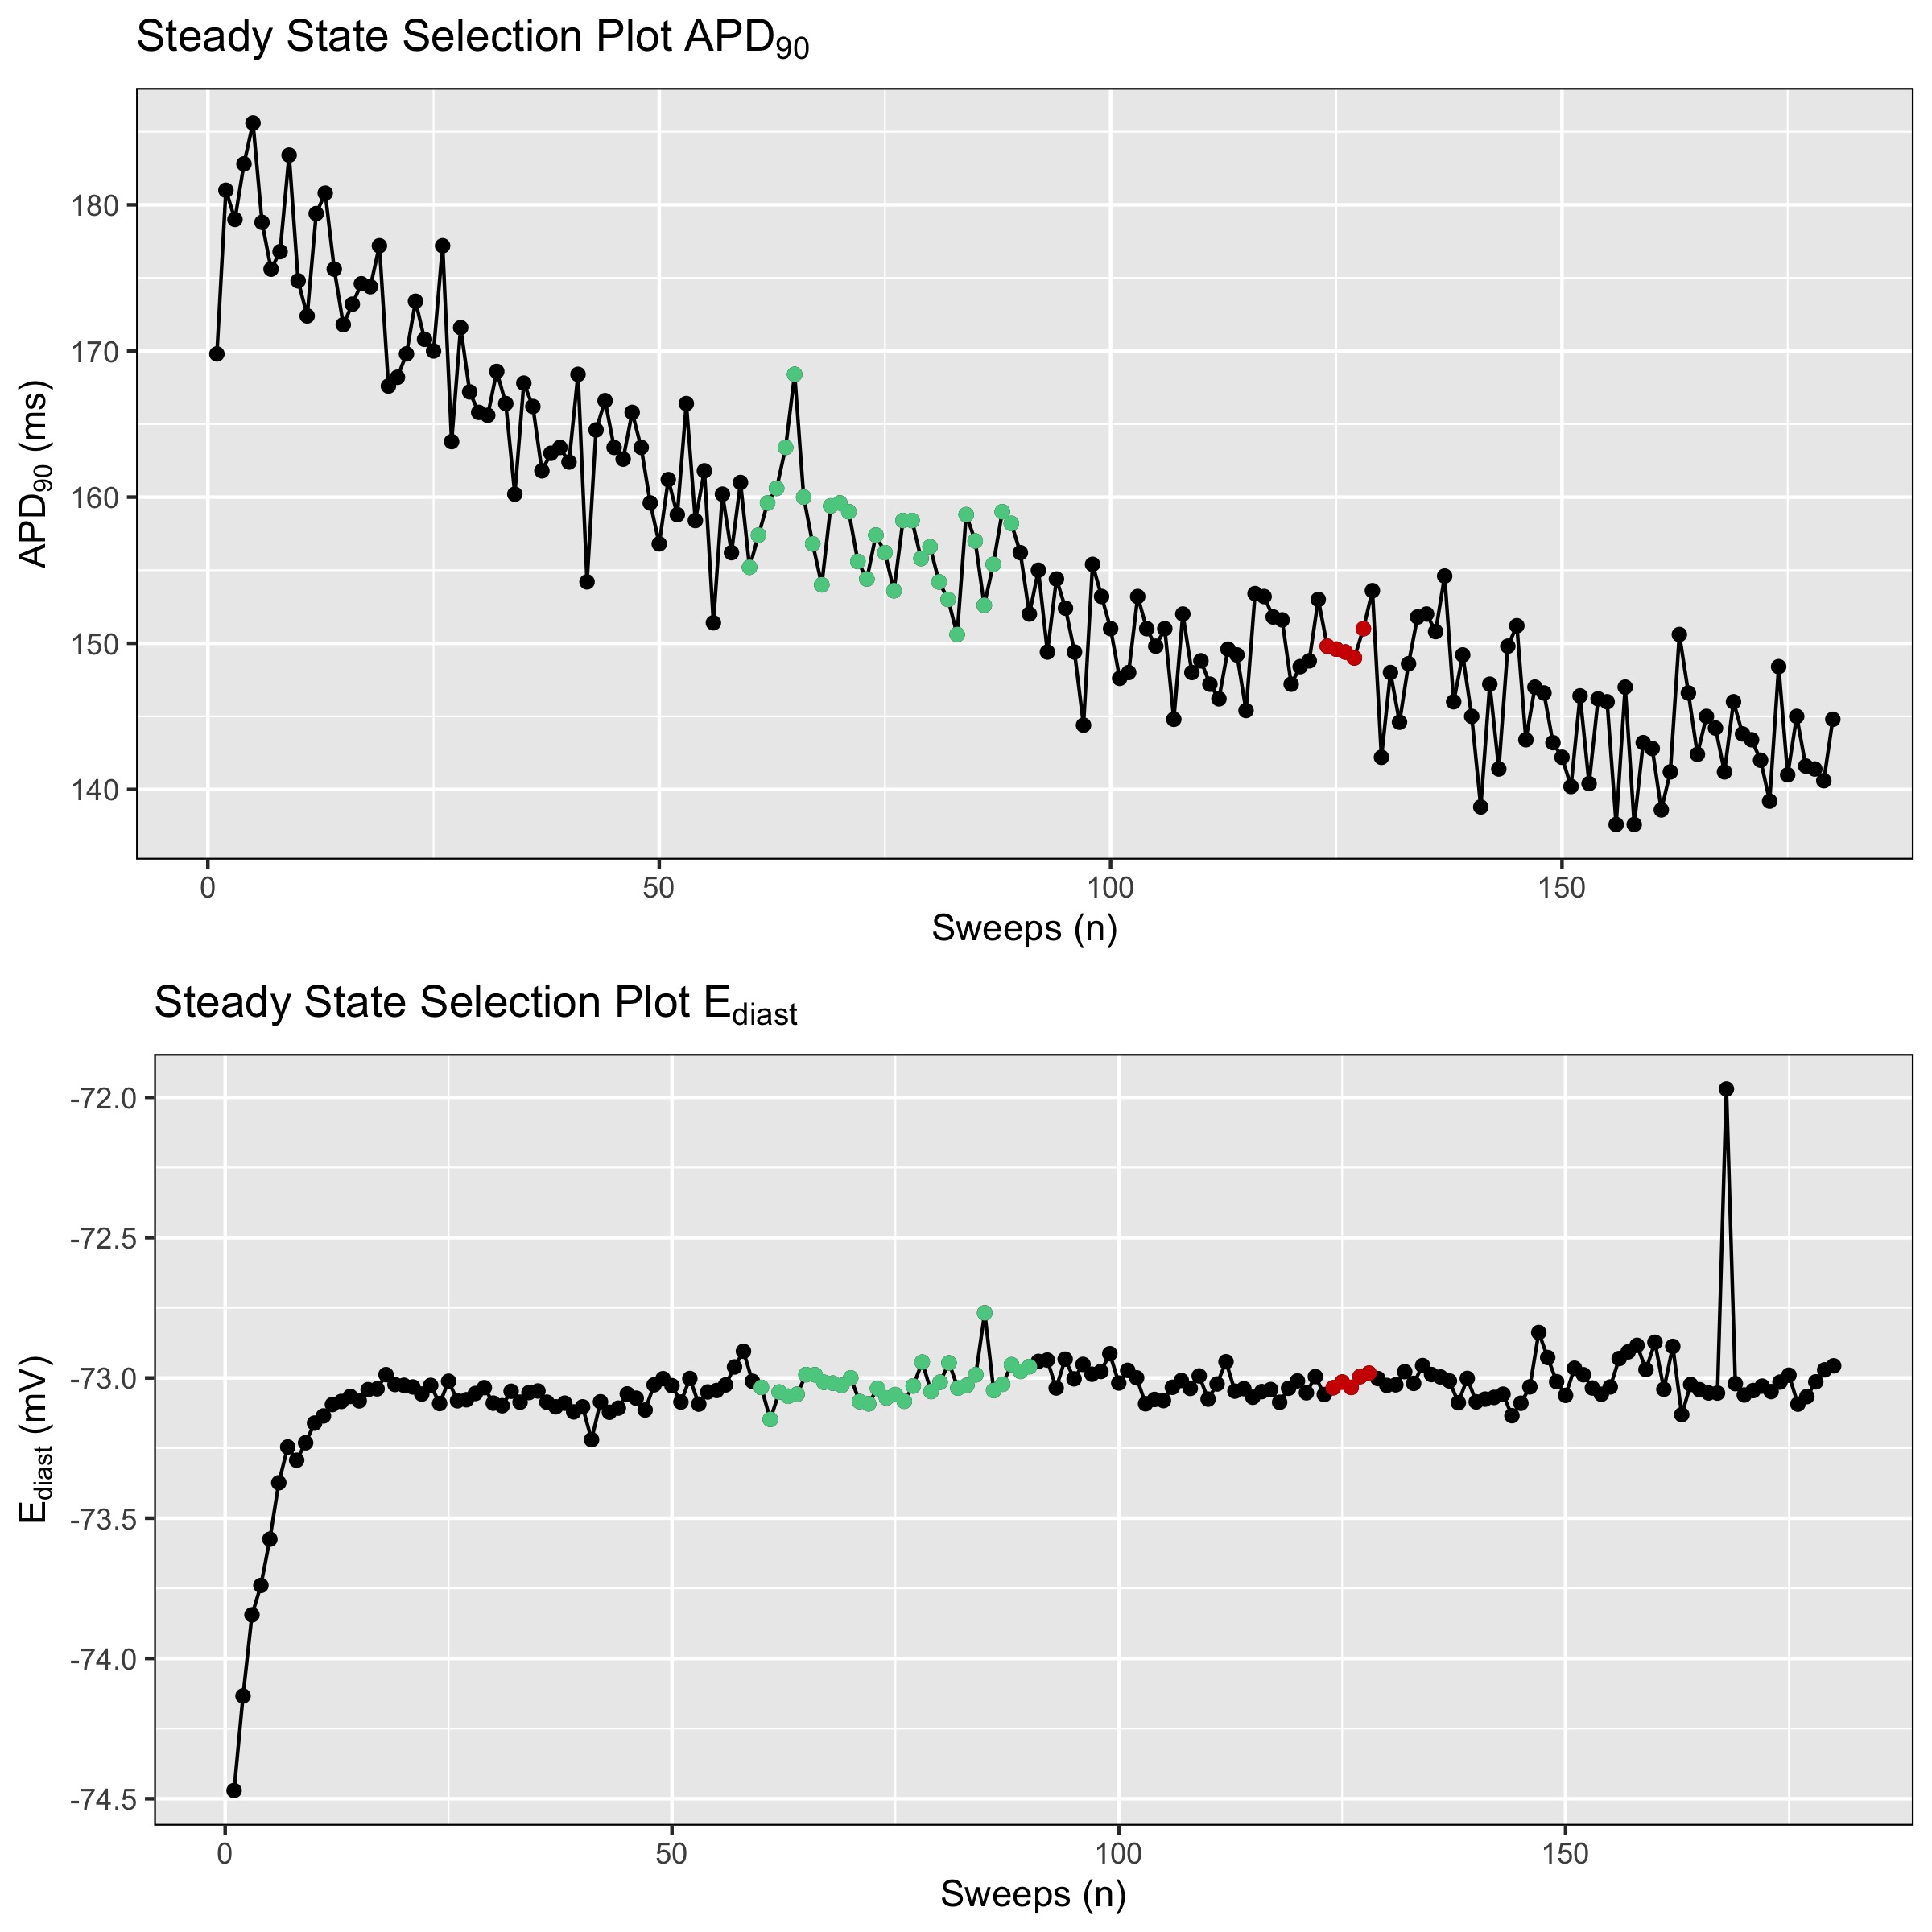 Steady State Selection Plot APD90
APD90 (ms)
180
170
160
150
140
0 50 100 150
Sweeps (n)
Steady State Selection Plot Ediast
Ediast (mV)
-72.0
-72.5
-73.0
-73.5
-74.0
-74.5
0 50 100 150
Sweeps (n)